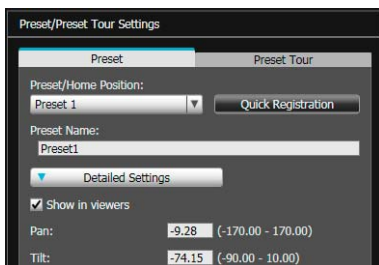 Preset/Preset Tour Settings
Preset Preset Tour
Preset/Home Position:
Preset 1 Quick Registration
Preset Name:
Preset1
Detailed Settings
Show in viewers
Pan: -9.28 (-170.00 - 170.00)
Tilt: -74.15 (-90.00 - 10.00)